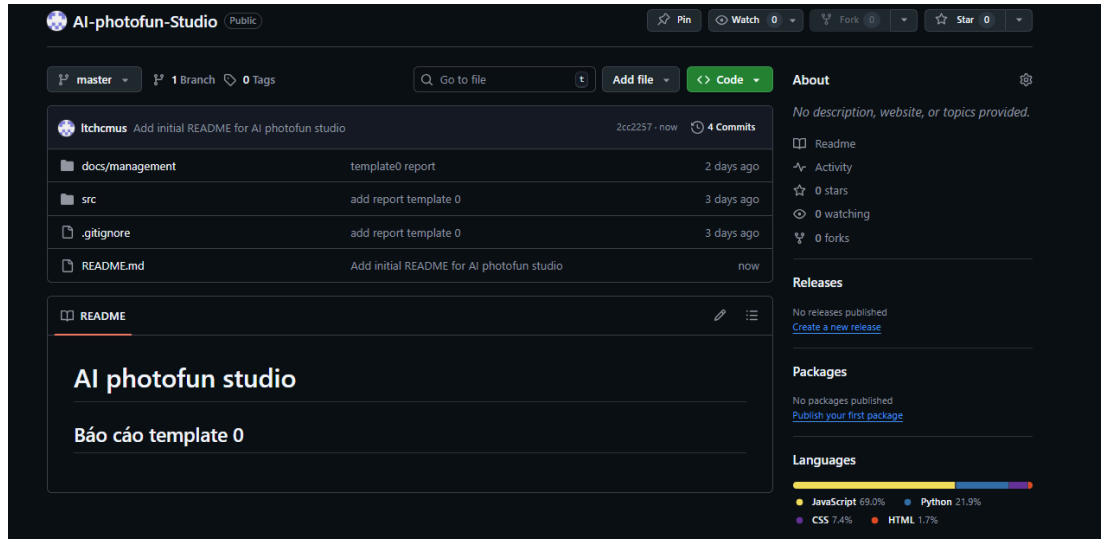 AI-photofun-Studio Public
Pin
Watch 0
Fork 0
Star 0
master
1 Branch
0 Tags
Go to file t
Add file
<> Code
ltchcmus Add initial README for AI photofun studio 2cc2257 · now 4 Commits
docs/management template0 report 2 days ago
src add report template 0 3 days ago
.gitignore add report template 0 3 days ago
README.md Add initial README for AI photofun studio now
README
AI photofun studio
Báo cáo template 0
About
No description, website, or topics provided.
Readme
Activity
0 stars
0 watching
0 forks
Releases
No releases published
Create a new release
Packages
No packages published
Publish your first package
Languages
JavaScript 69.0% Python 21.9%
CSS 7.4% HTML 1.7%